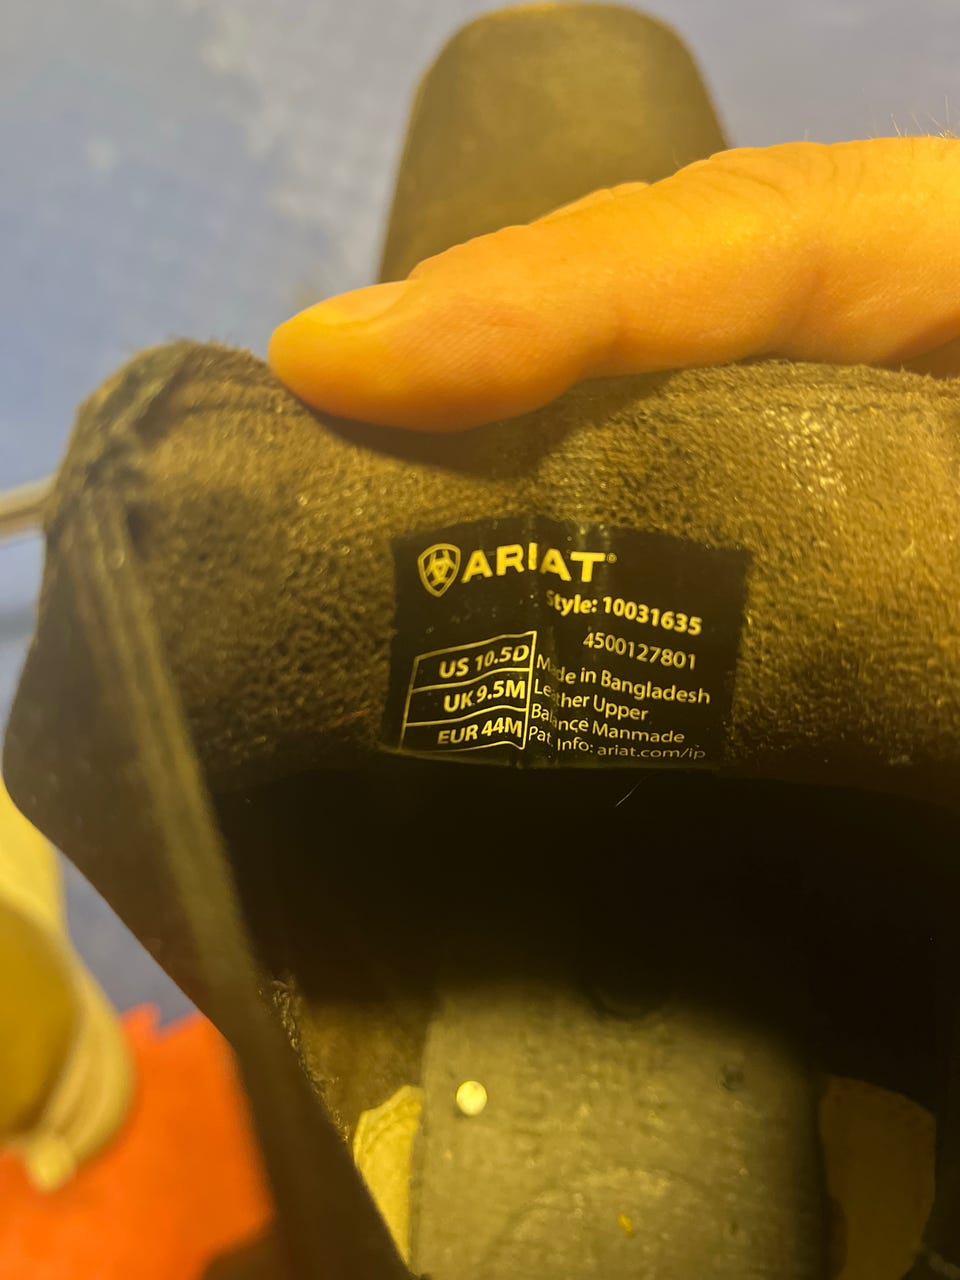 ARIAT®
Style: 10031635
4500127801
US 10.5D
UK 9.5M
EUR 44M
Made in Bangladesh
Leather Upper
Balance Manmade
Pat. Info: ariat.com/ip